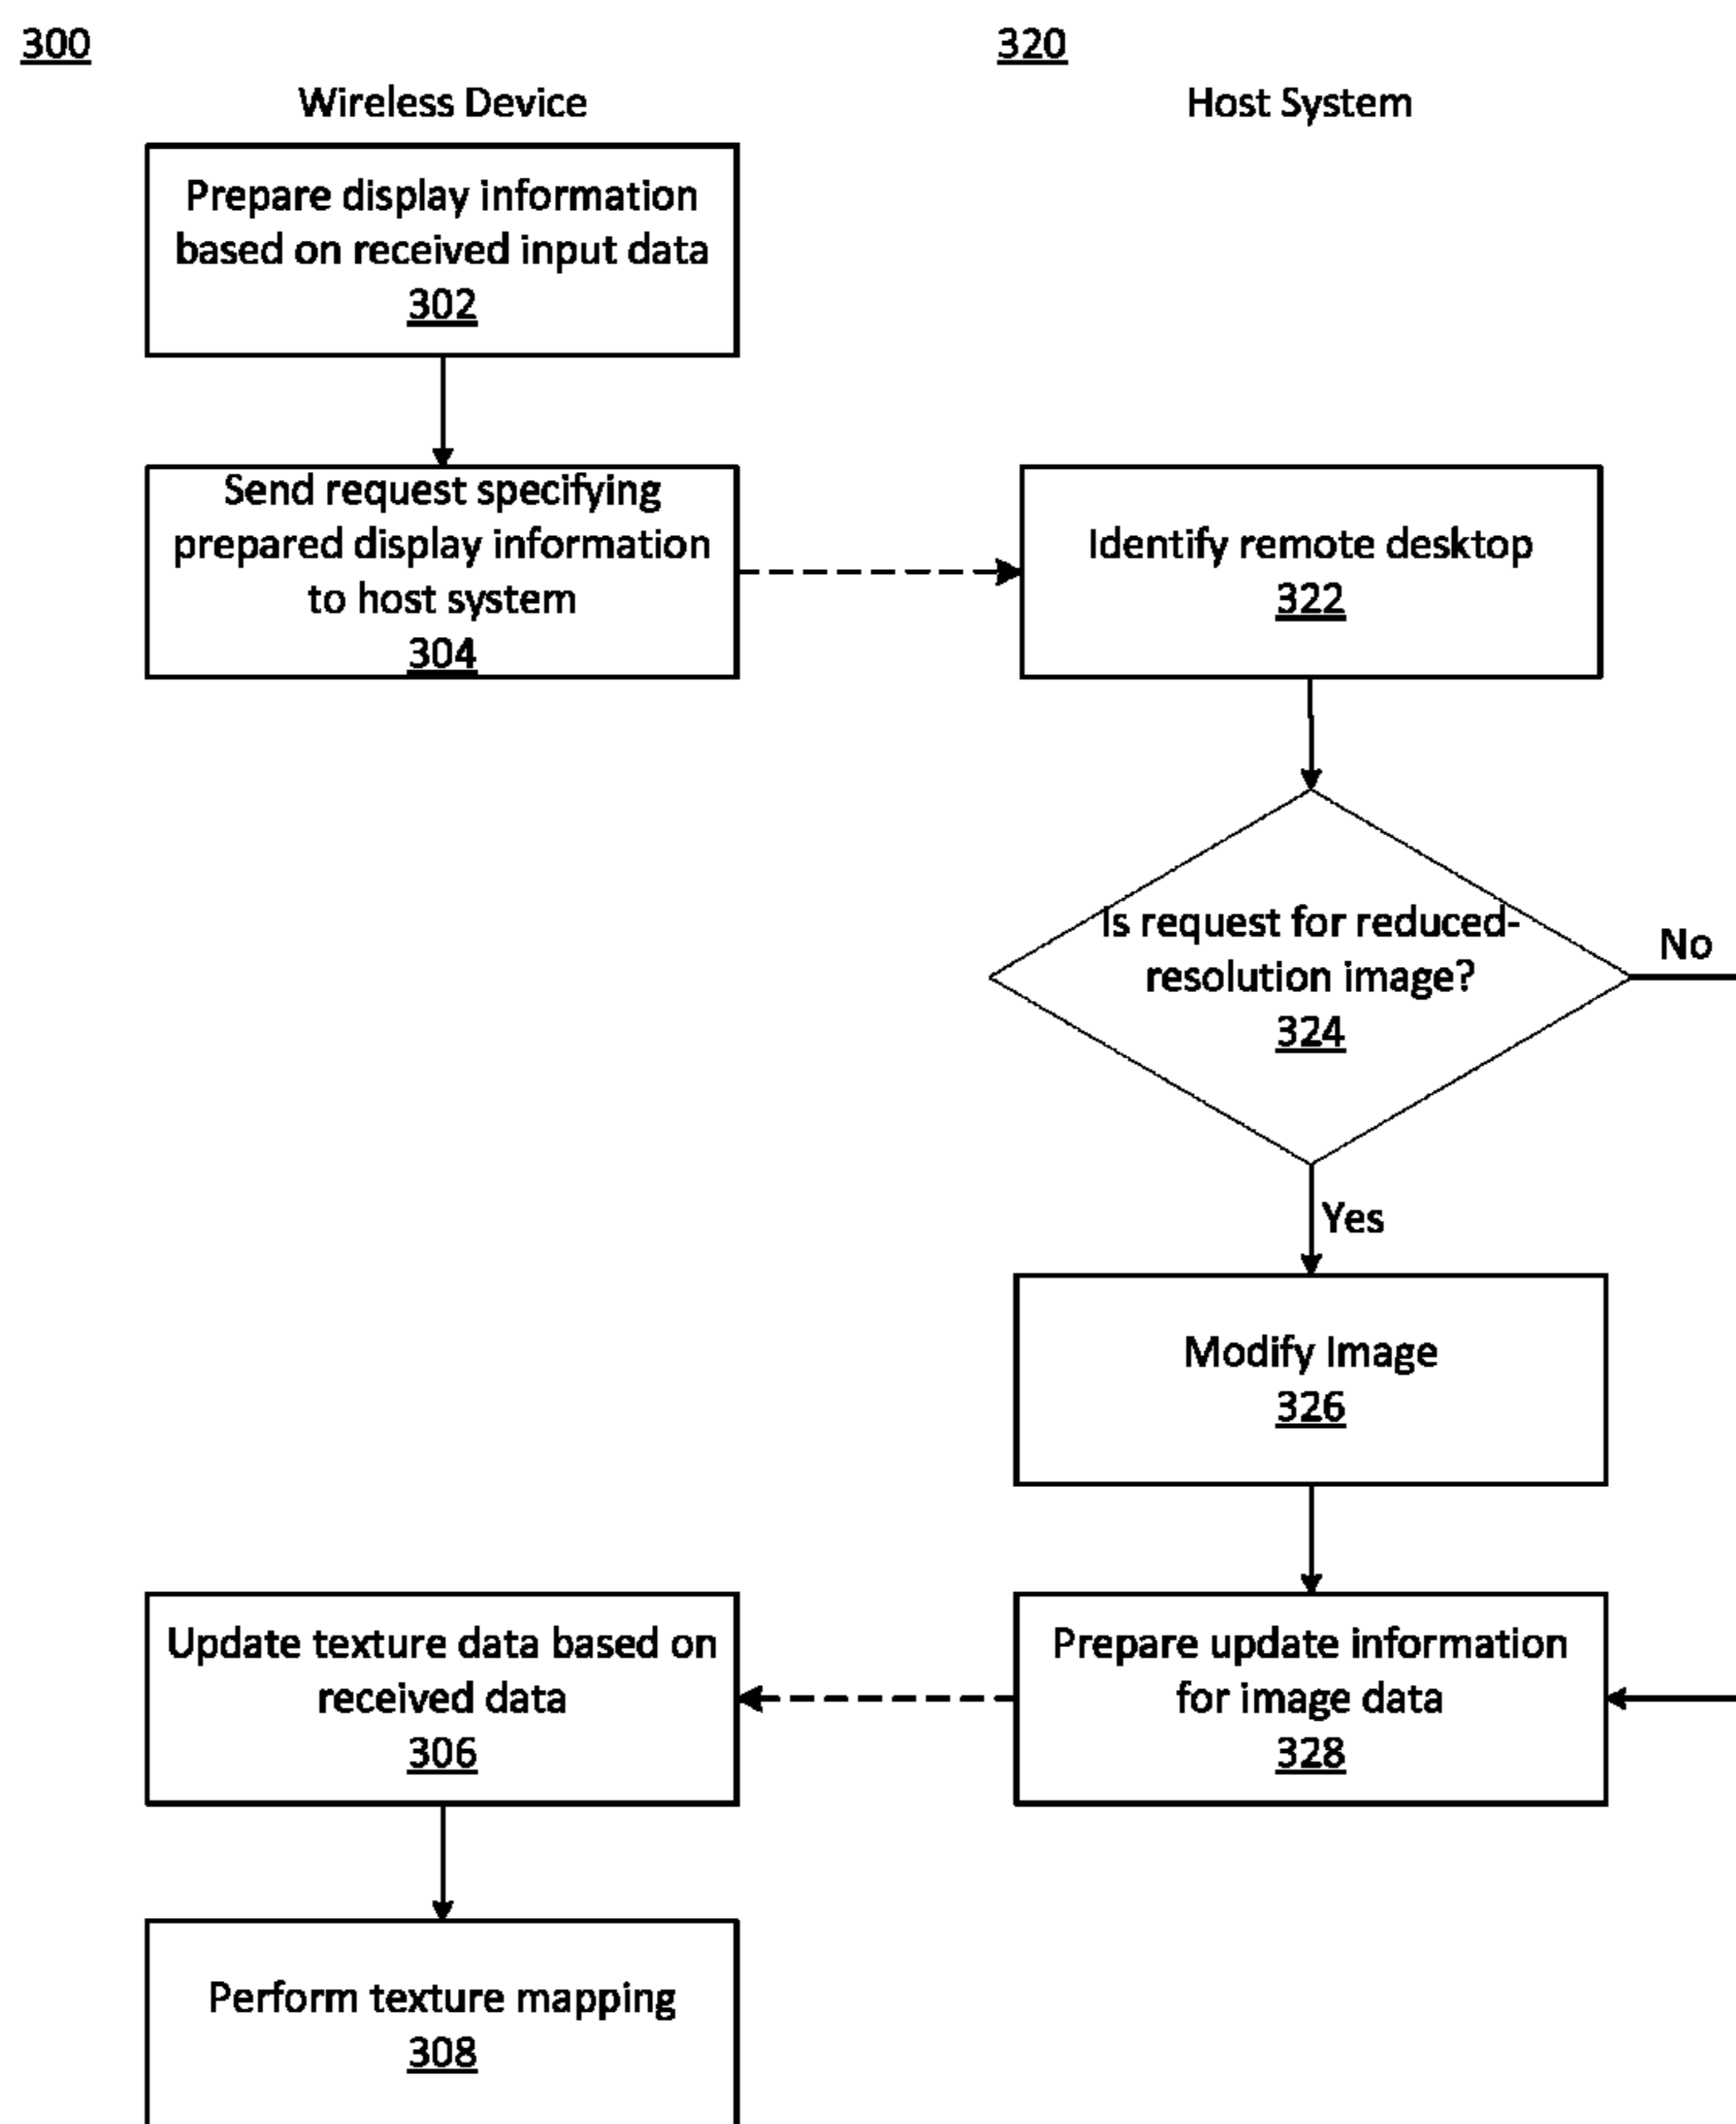 300
320
Wireless Device
Host System
Prepare display information
based on received input data
302
Send request specifying
prepared display information
to host system
304
Identify remote desktop
322
Is request for reduced-
resolution image?
324
No
Yes
Modify Image
326
Update texture data based on
received data
306
Prepare update information
for image data
328
Perform texture mapping
308